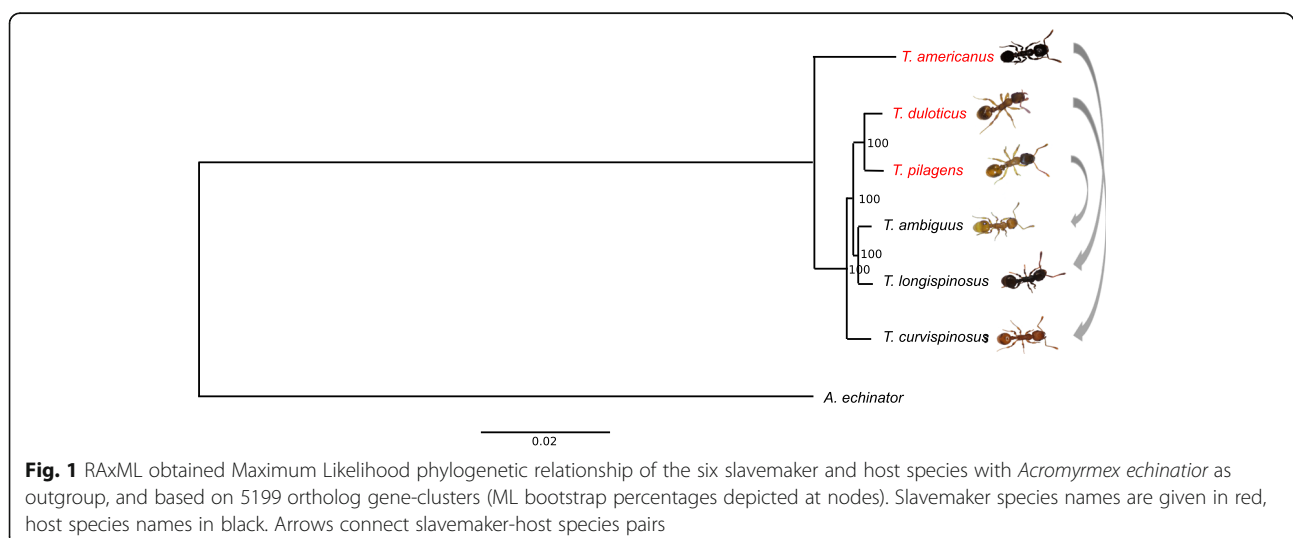 T. americanus
T. duloticus
100
T. pilagens
100
T. ambiguus
100
100
T. longispinosus
T. curvispinosus
A. echinator
0.02
Fig. 1 RAxML obtained Maximum Likelihood phylogenetic relationship of the six slavemaker and host species with Acromyrmex echinatior as
outgroup, and based on 5199 ortholog gene-clusters (ML bootstrap percentages depicted at nodes). Slavemaker species names are given in red,
host species names in black. Arrows connect slavemaker-host species pairs